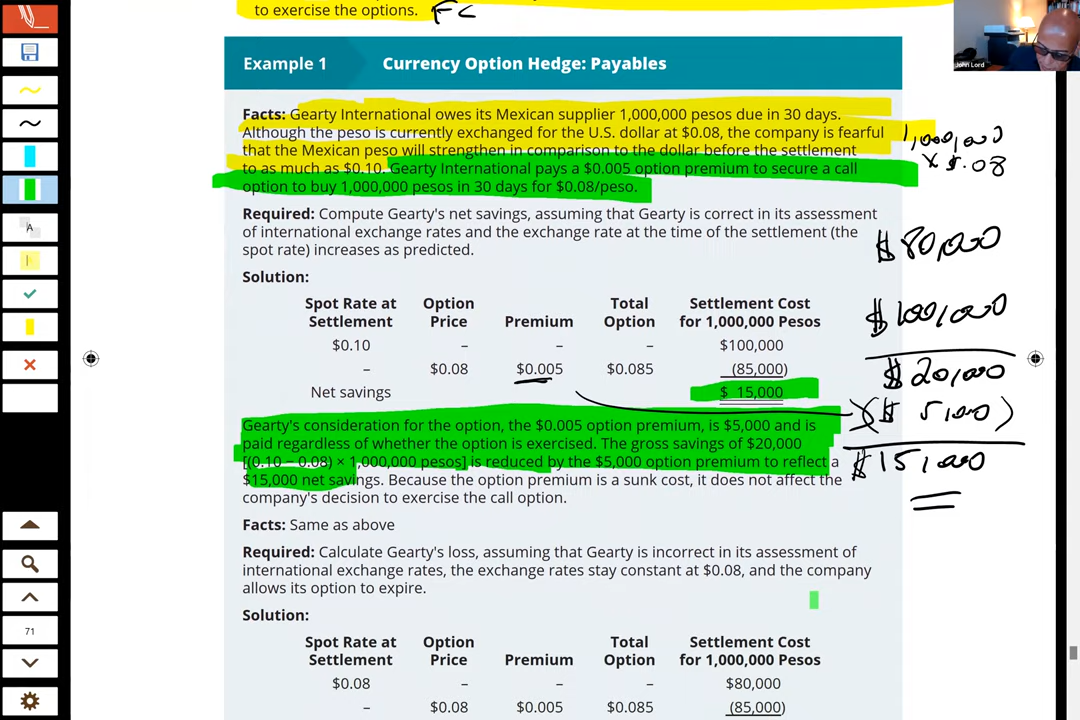 to exercise the options. FC
John Lord
Example 1 Currency Option Hedge: Payables
Facts: Gearty International owes its Mexican supplier 1,000,000 pesos due in 30 days.
Although the peso is currently exchanged for the U.S. dollar at $0.08, the company is fearful
that the Mexican peso will strengthen in comparison to the dollar before the settlement
to as much as $0.10. Gearty International pays a $0.005 option premium to secure a call
option to buy 1,000,000 pesos in 30 days for $0.08/peso.
1,000,000
x $.08
$80,000
$100,000
$20,000
($ 5,000)
$15,000
Required: Compute Gearty's net savings, assuming that Gearty is correct in its assessment
of international exchange rates and the exchange rate at the time of the settlement (the
spot rate) increases as predicted.
Solution:
Spot Rate at Option Total Settlement Cost
Settlement Price Premium Option for 1,000,000 Pesos
$0.10 – – – $100,000
– $0.08 $0.005 $0.085 (85,000)
Net savings $ 15,000
Gearty's consideration for the option, the $0.005 option premium, is $5,000 and is
paid regardless of whether the option is exercised. The gross savings of $20,000
[(0.10 – 0.08) × 1,000,000 pesos] is reduced by the $5,000 option premium to reflect a
$15,000 net savings. Because the option premium is a sunk cost, it does not affect the
company's decision to exercise the call option.
Facts: Same as above
Required: Calculate Gearty's loss, assuming that Gearty is incorrect in its assessment of
international exchange rates, the exchange rates stay constant at $0.08, and the company
allows its option to expire.
Solution:
Spot Rate at Option Total Settlement Cost
Settlement Price Premium Option for 1,000,000 Pesos
$0.08 – – – $80,000
– $0.08 $0.005 $0.085 (85,000)
A
71